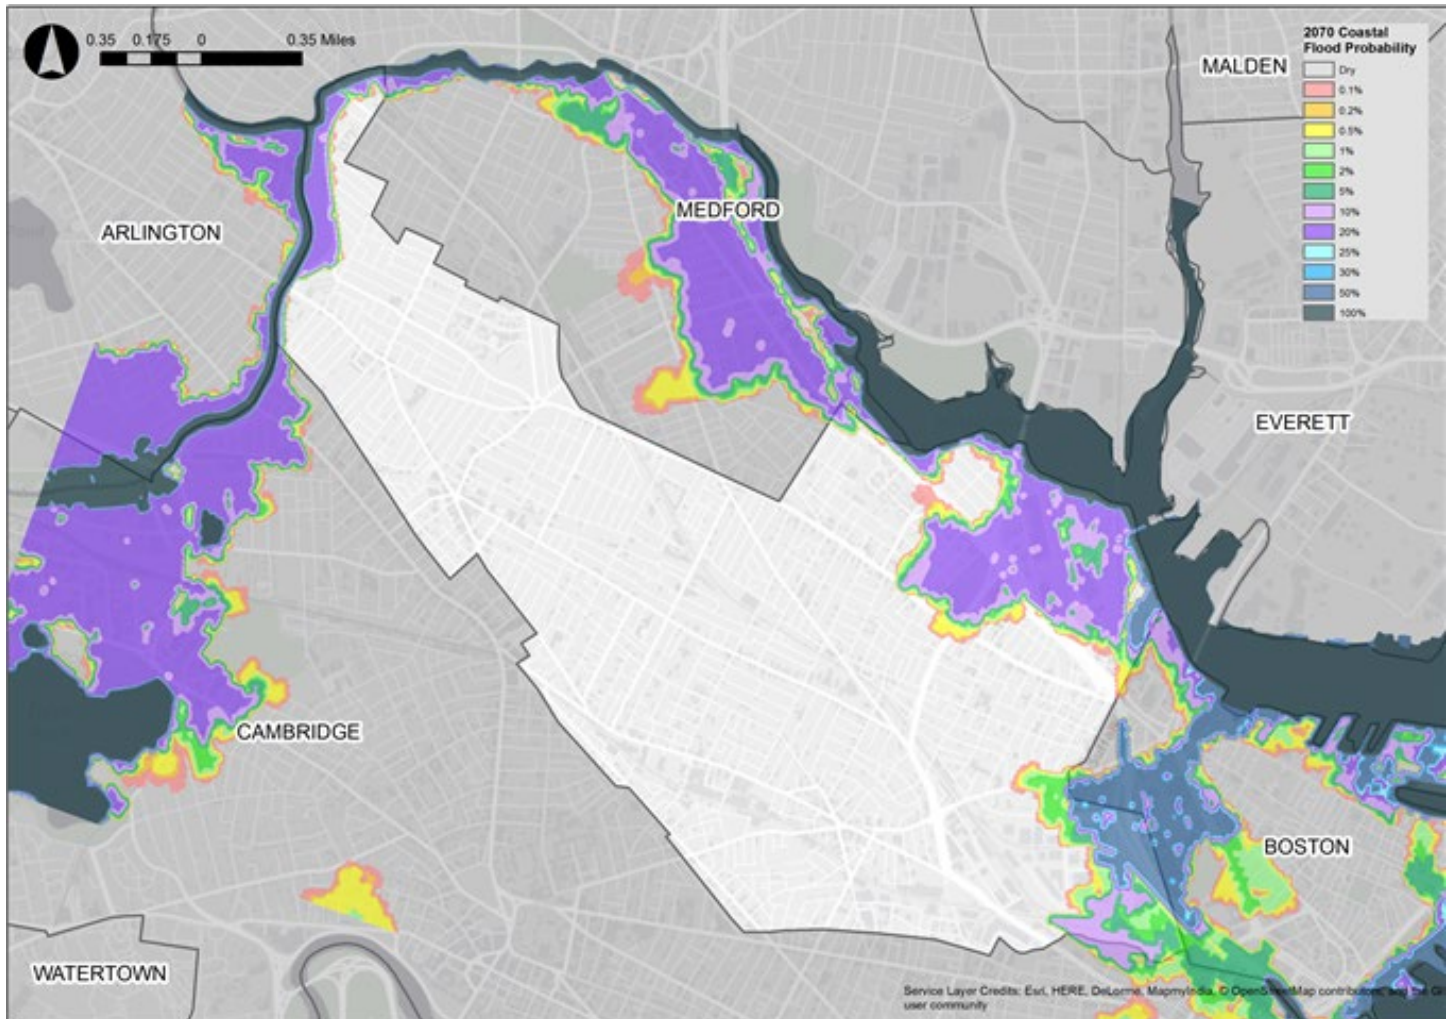 0.35 0.175 0 0.35 Miles
2070 Coastal
Flood Probability
Dry
0.1%
0.2%
0.5%
1%
2%
5%
10%
20%
25%
30%
50%
100%
MALDEN
MEDFORD
ARLINGTON
EVERETT
CAMBRIDGE
BOSTON
WATERTOWN
Service Layer Credits: Esri, HERE, DeLorme, MapmyIndia, © OpenStreetMap contributors, and the GI
user community